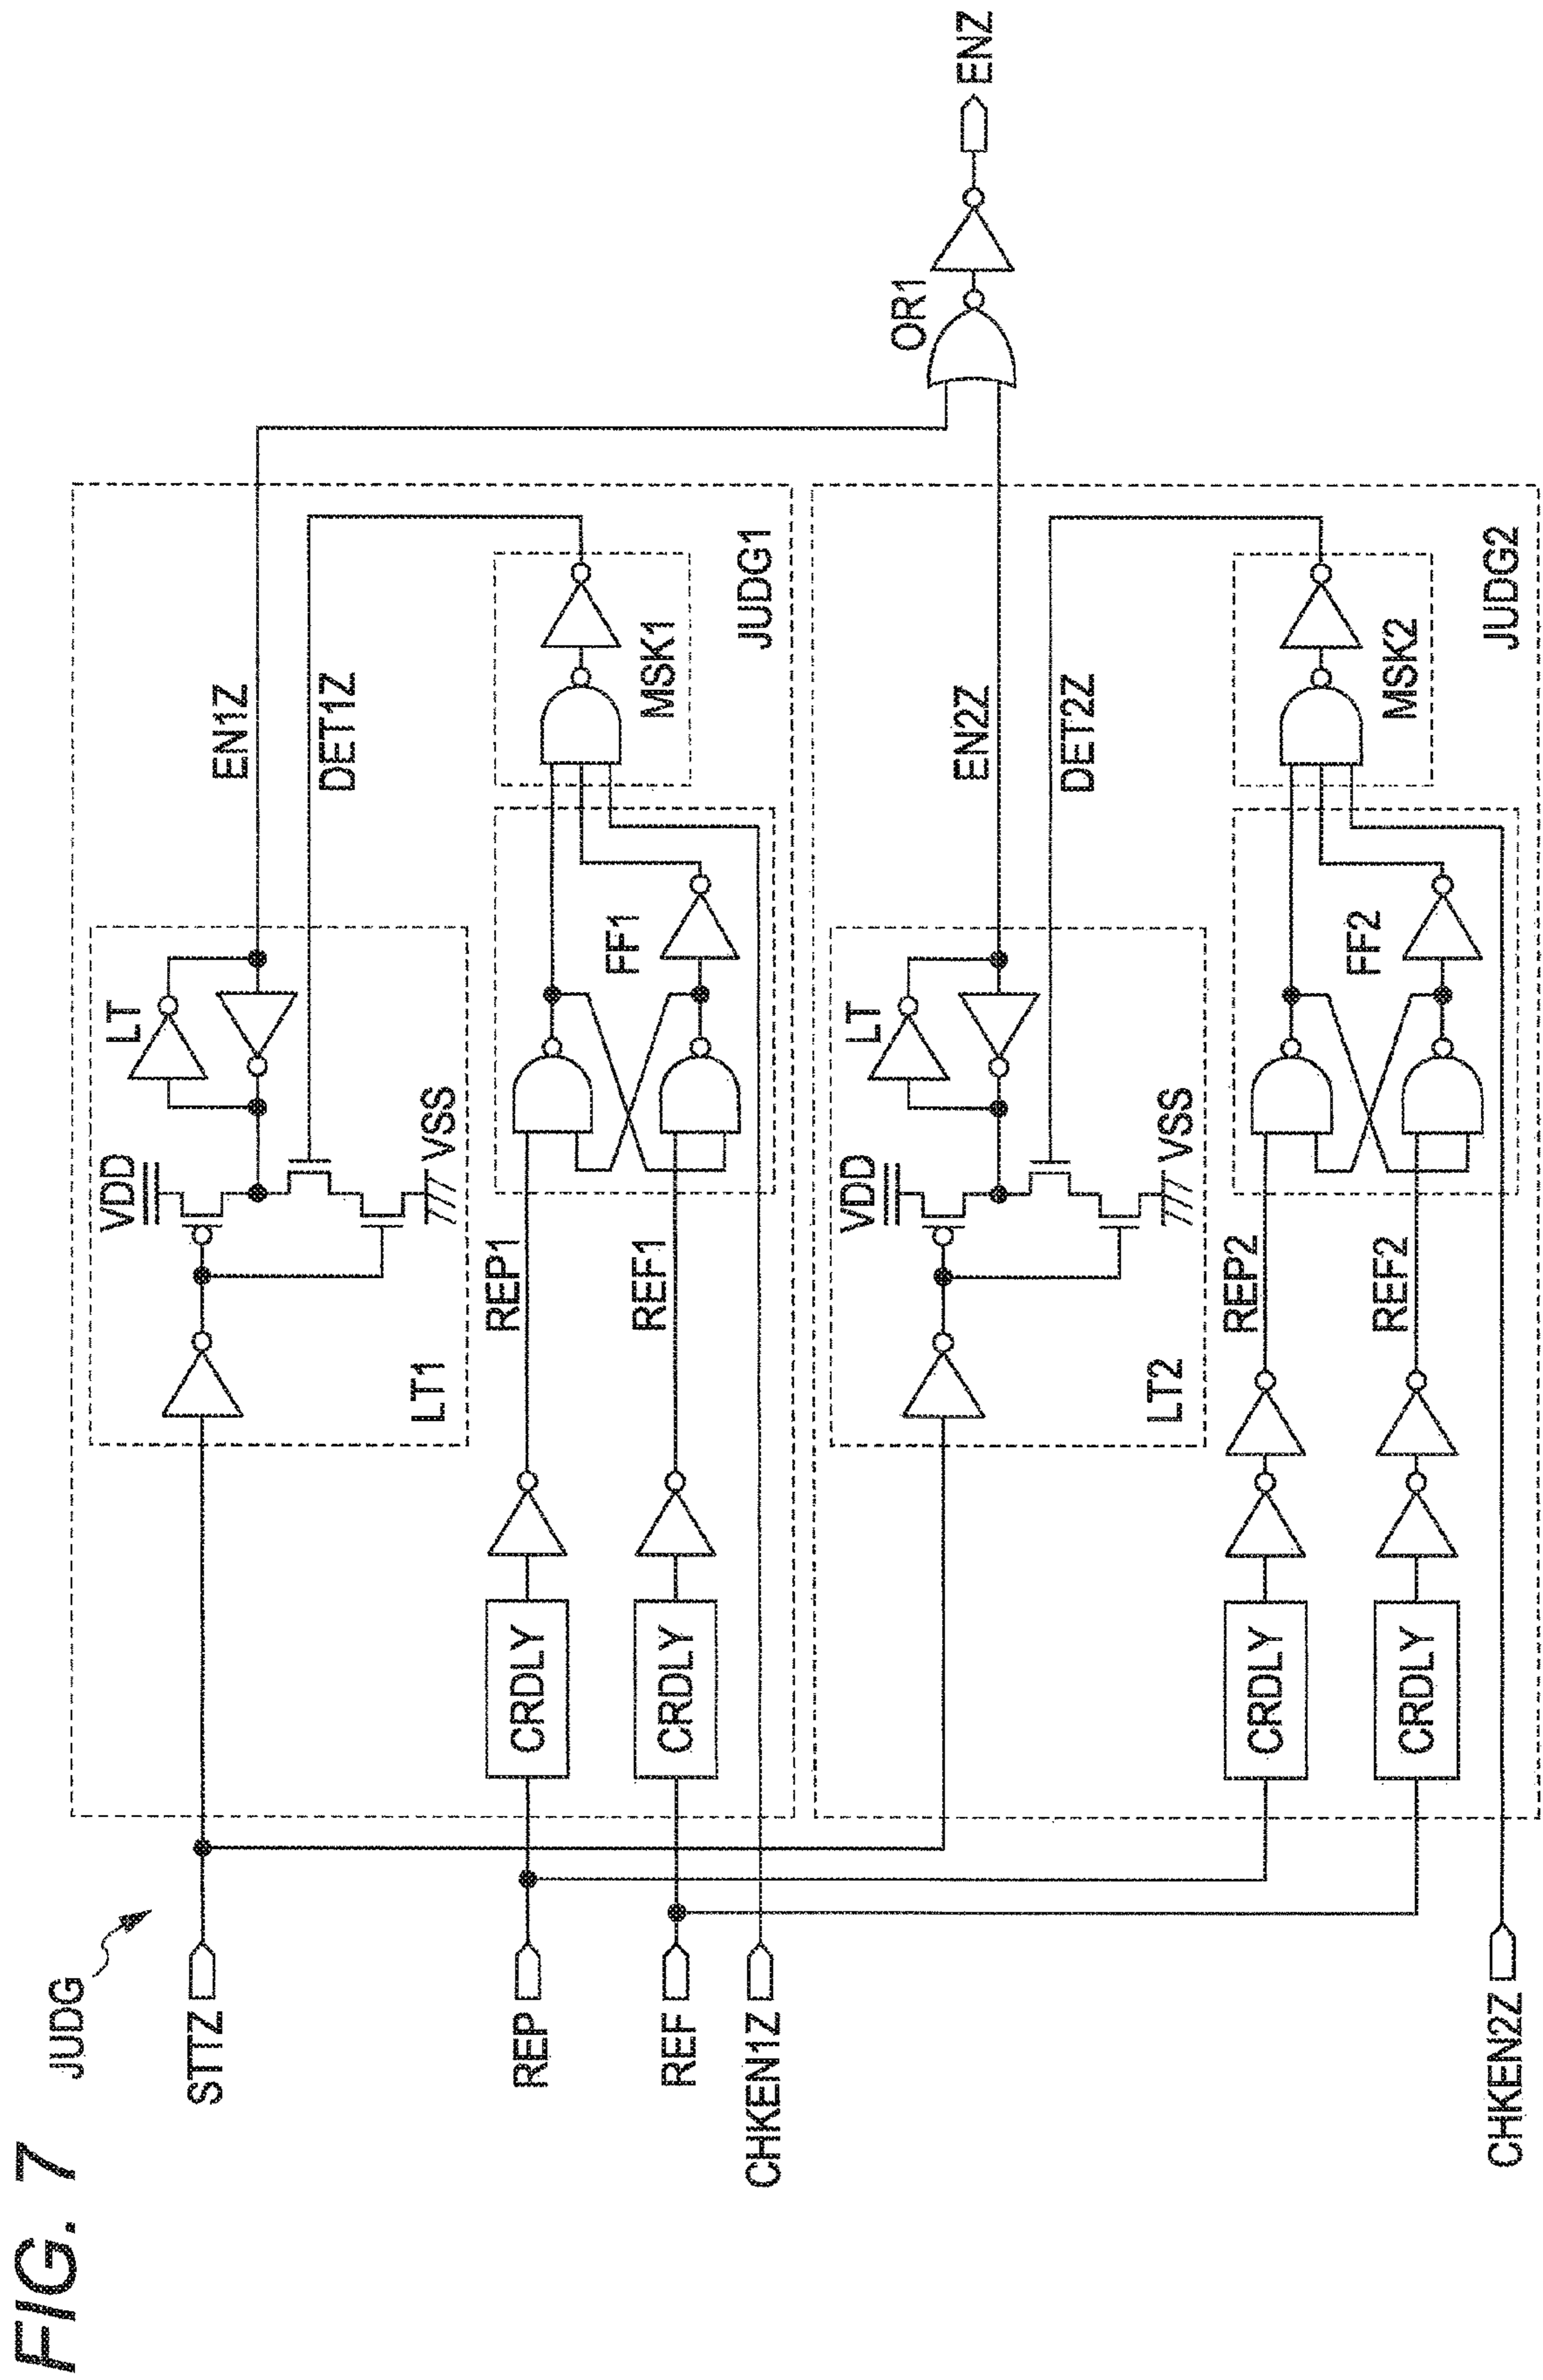 FIG. 7
JUDG
STTZ
REP
REF
CHKEN1Z
CHKEN2Z
LT1
VDD
VSS
LT
EN1Z
DET1Z
CRDLY
REP1
CRDLY
REF1
FF1
MSK1
JUDG1
LT2
VDD
VSS
LT
EN2Z
DET2Z
CRDLY
REP2
CRDLY
REF2
FF2
MSK2
JUDG2
OR1
ENZ